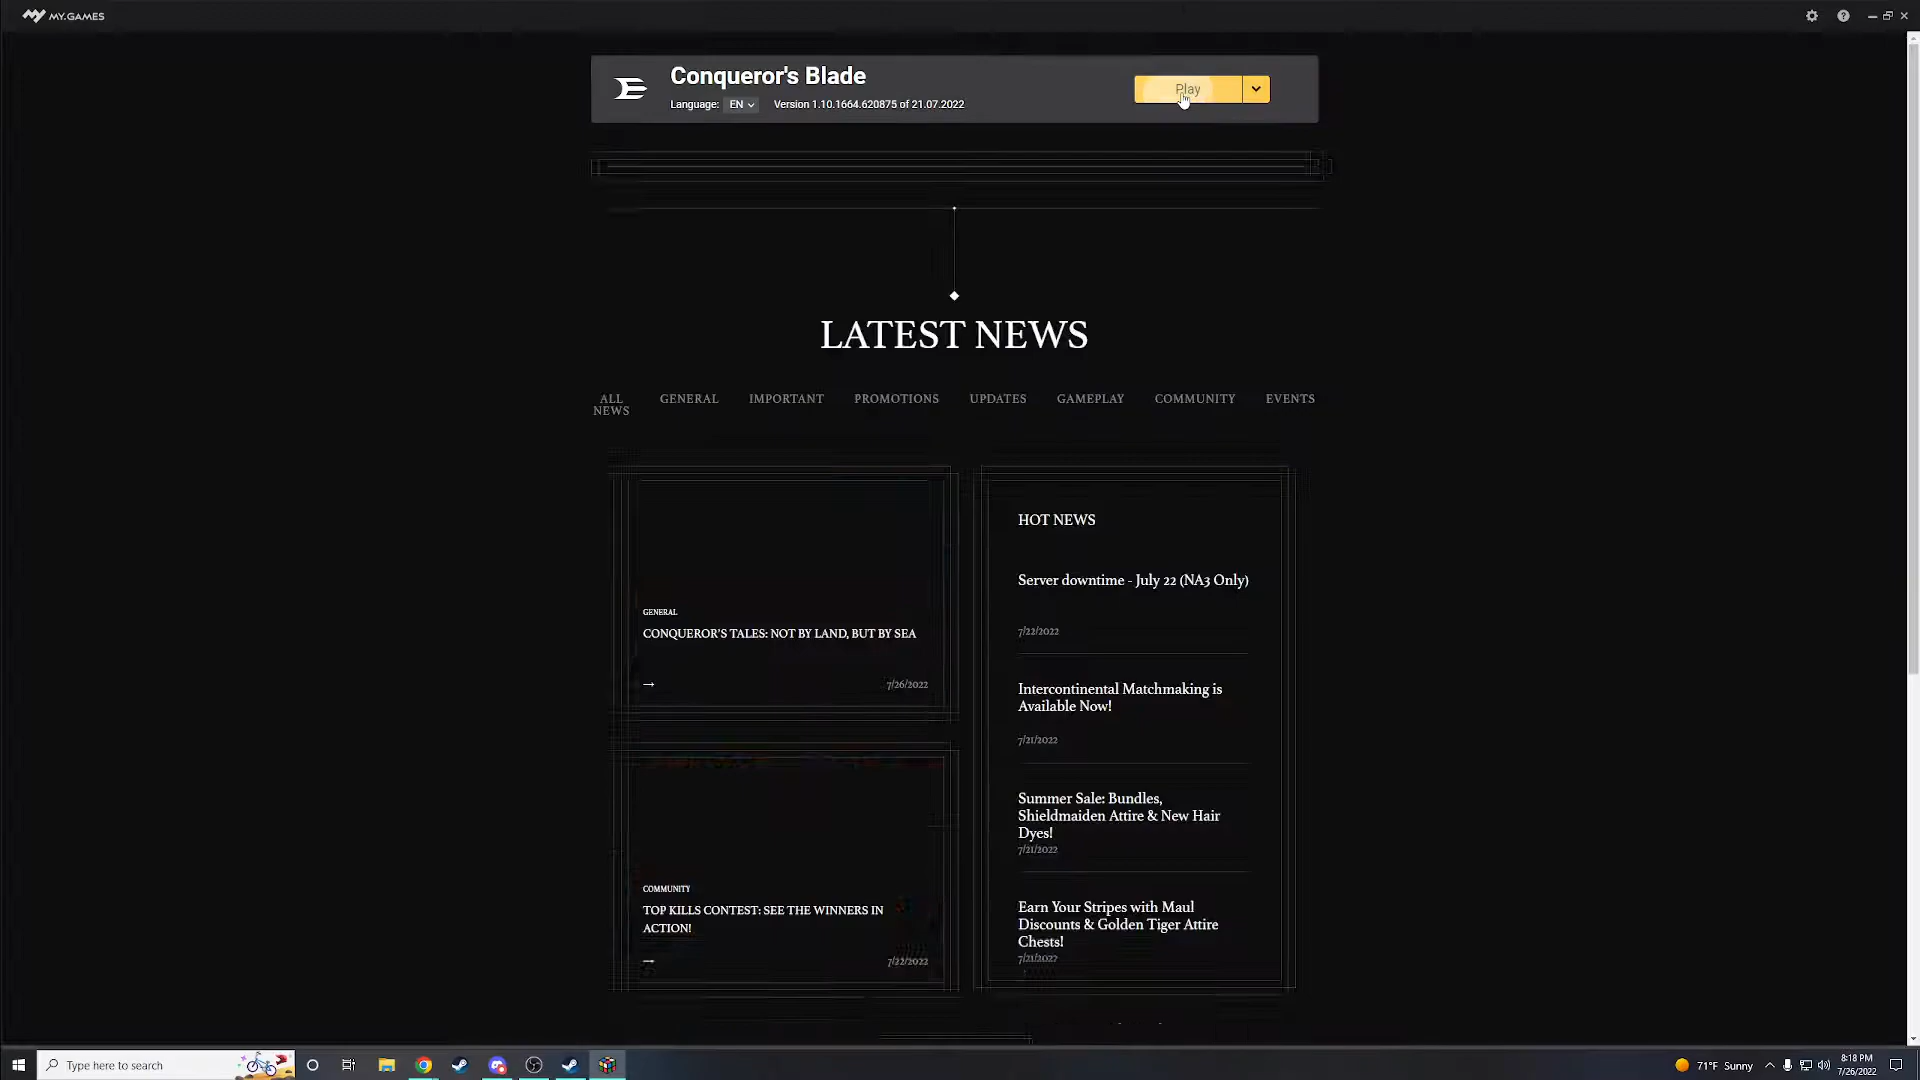 MY.GAMES
Conqueror's Blade
Language: EN Version 1.10.1664.620875 of 21.07.2022
Play
LATEST NEWS
ALL NEWS
GENERAL
IMPORTANT
PROMOTIONS
UPDATES
GAMEPLAY
COMMUNITY
EVENTS
GENERAL
CONQUEROR'S TALES: NOT BY LAND, BUT BY SEA
7/26/2022
COMMUNITY
TOP KILLS CONTEST: SEE THE WINNERS IN
ACTION!
7/22/2022
HOT NEWS
Server downtime - July 22 (NA3 Only)
7/22/2022
Intercontinental Matchmaking is
Available Now!
7/21/2022
Summer Sale: Bundles,
Shieldmaiden Attire & New Hair
Dyes!
7/21/2022
Earn Your Stripes with Maul
Discounts & Golden Tiger Attire
Chests!
7/21/2022
Type here to search
71°F Sunny
8:18 PM
7/26/2022